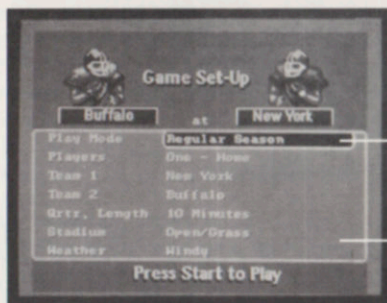 Game Set-Up
Buffalo at New York
Play Mode Regular Season
Players One - Home
Team 1 New York
Team 2 Buffalo
Qrtr. Length 10 Minutes
Stadium Open/Grass
Weather Windy
Press Start to Play